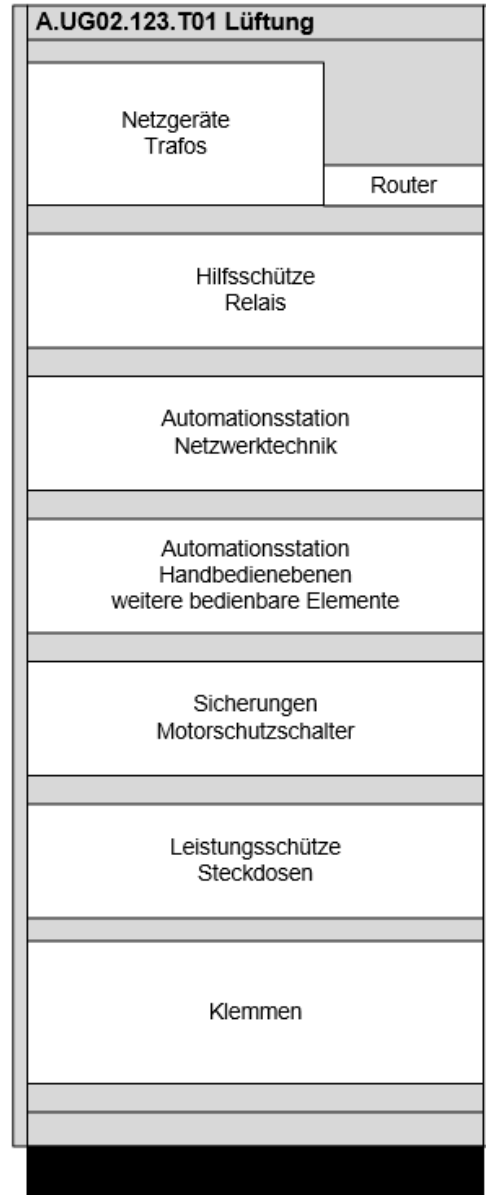 A.UG02.123.T01 Lüftung
Netzgeräte
Trafos
Router
Hilfsschütze
Relais
Automationsstation
Netzwerktechnik
Automationsstation
Handbedienebenen
weitere bedienbare Elemente
Sicherungen
Motorschutzschalter
Leistungsschütze
Steckdosen
Klemmen